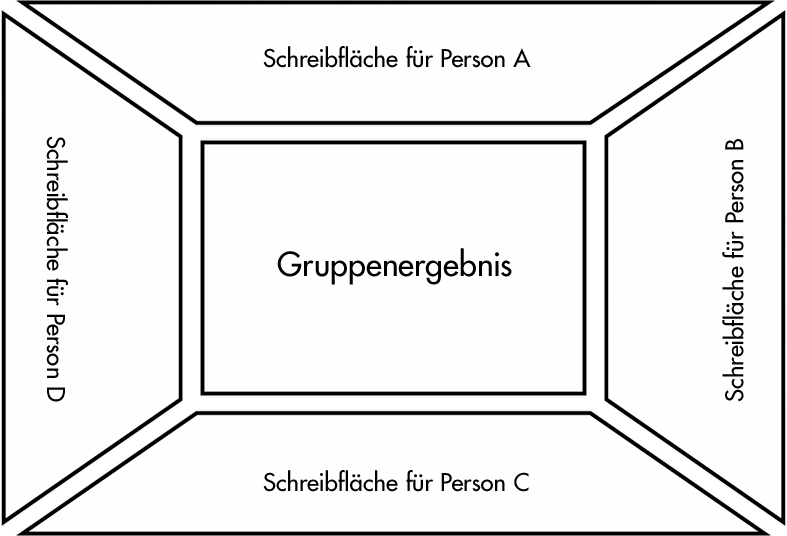 Schreibfläche für Person A
Schreibfläche für Person D
Gruppenergebnis
Schreibfläche für Person B
Schreibfläche für Person C